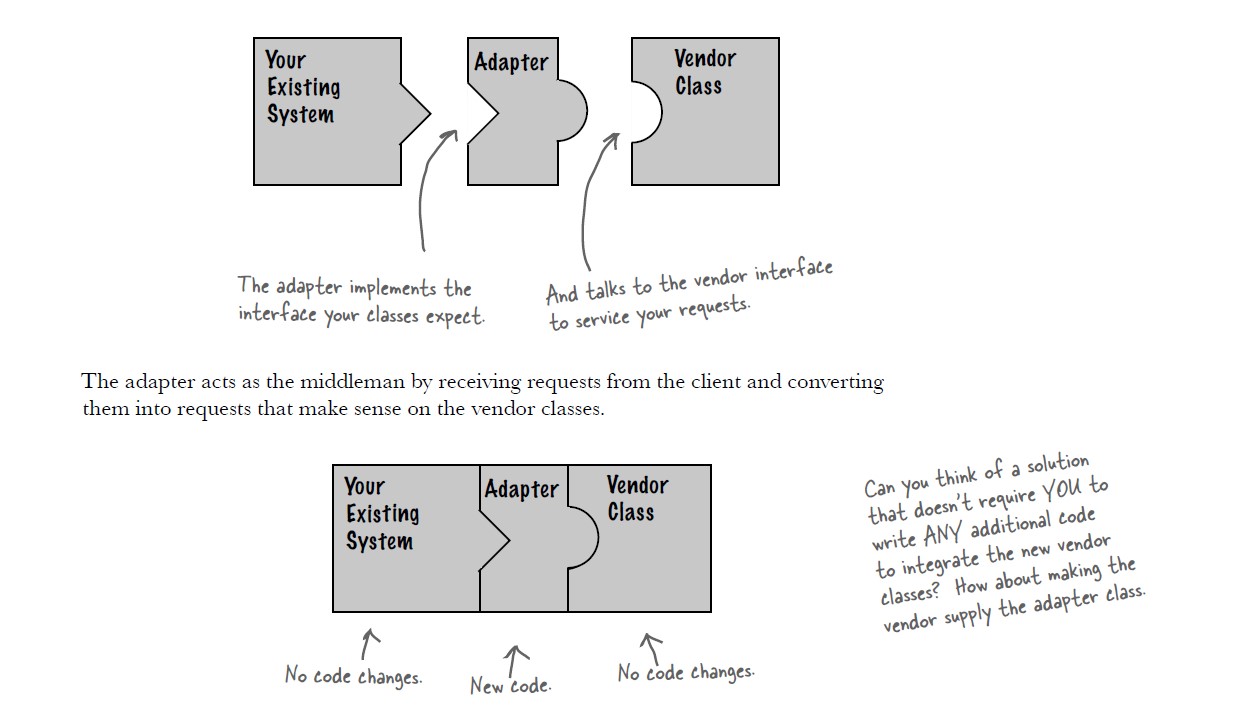 Your
Existing
System
Adapter
Vendor
Class
The adapter implements the
interface your classes expect.
And talks to the vendor interface
to service your requests.
The adapter acts as the middleman by receiving requests from the client and converting
them into requests that make sense on the vendor classes.
Your
Existing
System
Adapter
Vendor
Class
Can you think of a solution
that doesn't require YOU to
write ANY additional code
to integrate the new vendor
classes? How about making the
vendor supply the adapter class.
No code changes.
New code.
No code changes.